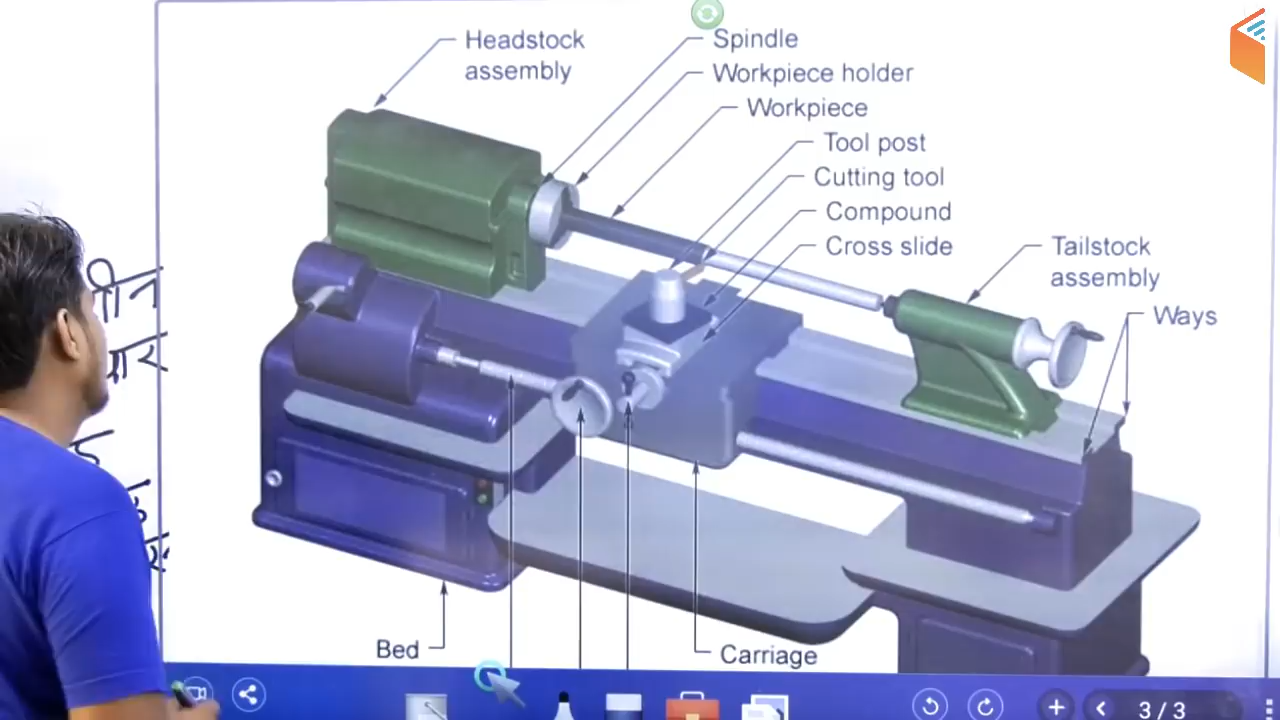 Headstock
assembly
Spindle
Workpiece holder
Workpiece
Tool post
Cutting tool
Compound
Cross slide
Tailstock
assembly
Ways
Bed
Carriage
3 / 3